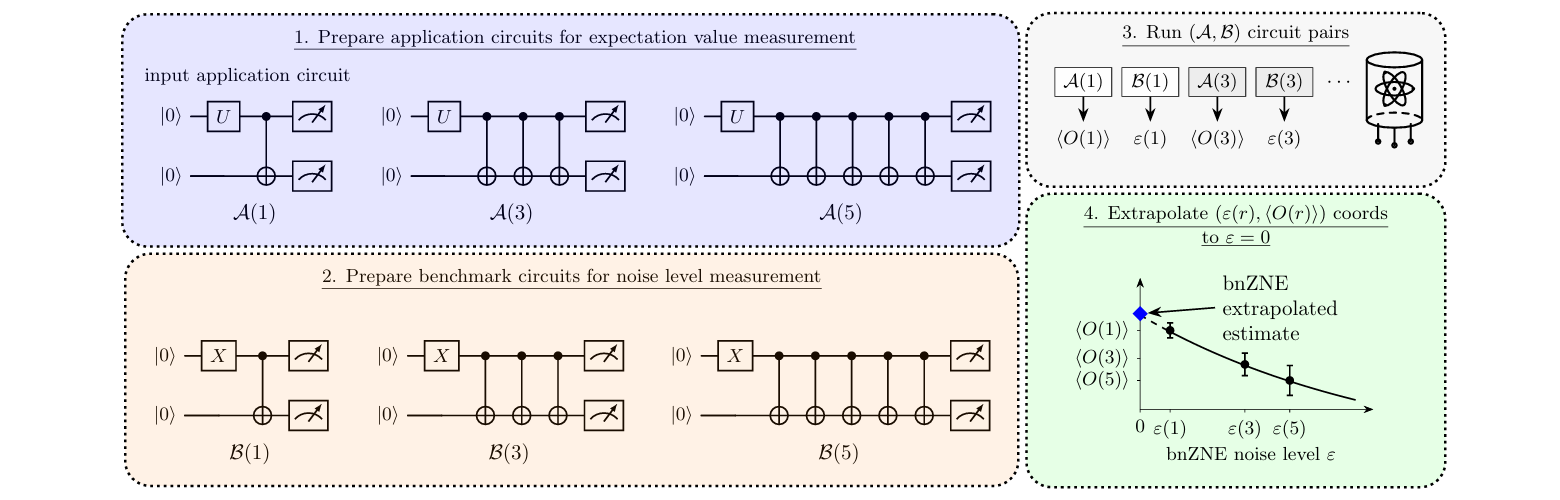 1. Prepare application circuits for expectation value measurement
input application circuit
|0⟩ U |0⟩ U |0⟩ U
|0⟩ |0⟩ |0⟩
𝒜(1) 𝒜(3) 𝒜(5)
2. Prepare benchmark circuits for noise level measurement
|0⟩ X |0⟩ X |0⟩ X
|0⟩ |0⟩ |0⟩
ℬ(1) ℬ(3) ℬ(5)
3. Run (𝒜, ℬ) circuit pairs
𝒜(1) ℬ(1) 𝒜(3) ℬ(3) ···
⟨O(1)⟩ ε(1) ⟨O(3)⟩ ε(3)
4. Extrapolate (ε(r), ⟨O(r)⟩) coords
to ε = 0
bnZNE
extrapolated
estimate
⟨O(1)⟩
⟨O(3)⟩
⟨O(5)⟩
0 ε(1) ε(3) ε(5)
bnZNE noise level ε